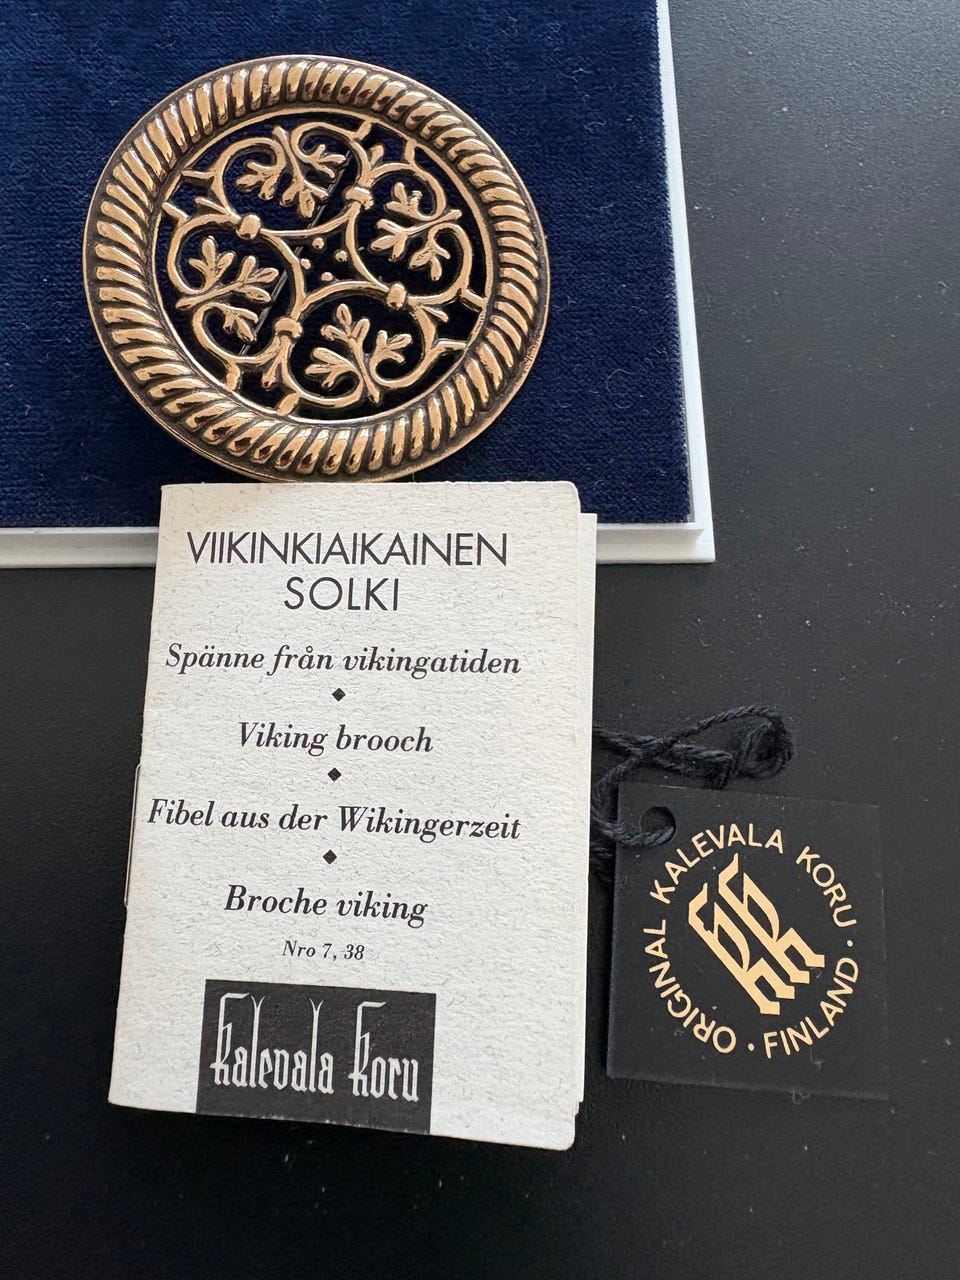 VIIKINKIAIKAINEN
SOLKI
Spänne från vikingatiden
Viking brooch
Fibel aus der Wikingerzeit
Broche viking
Nro 7, 38
Kalevala Koru
ORIGINAL KALEVALA KORU · FINLAND ·